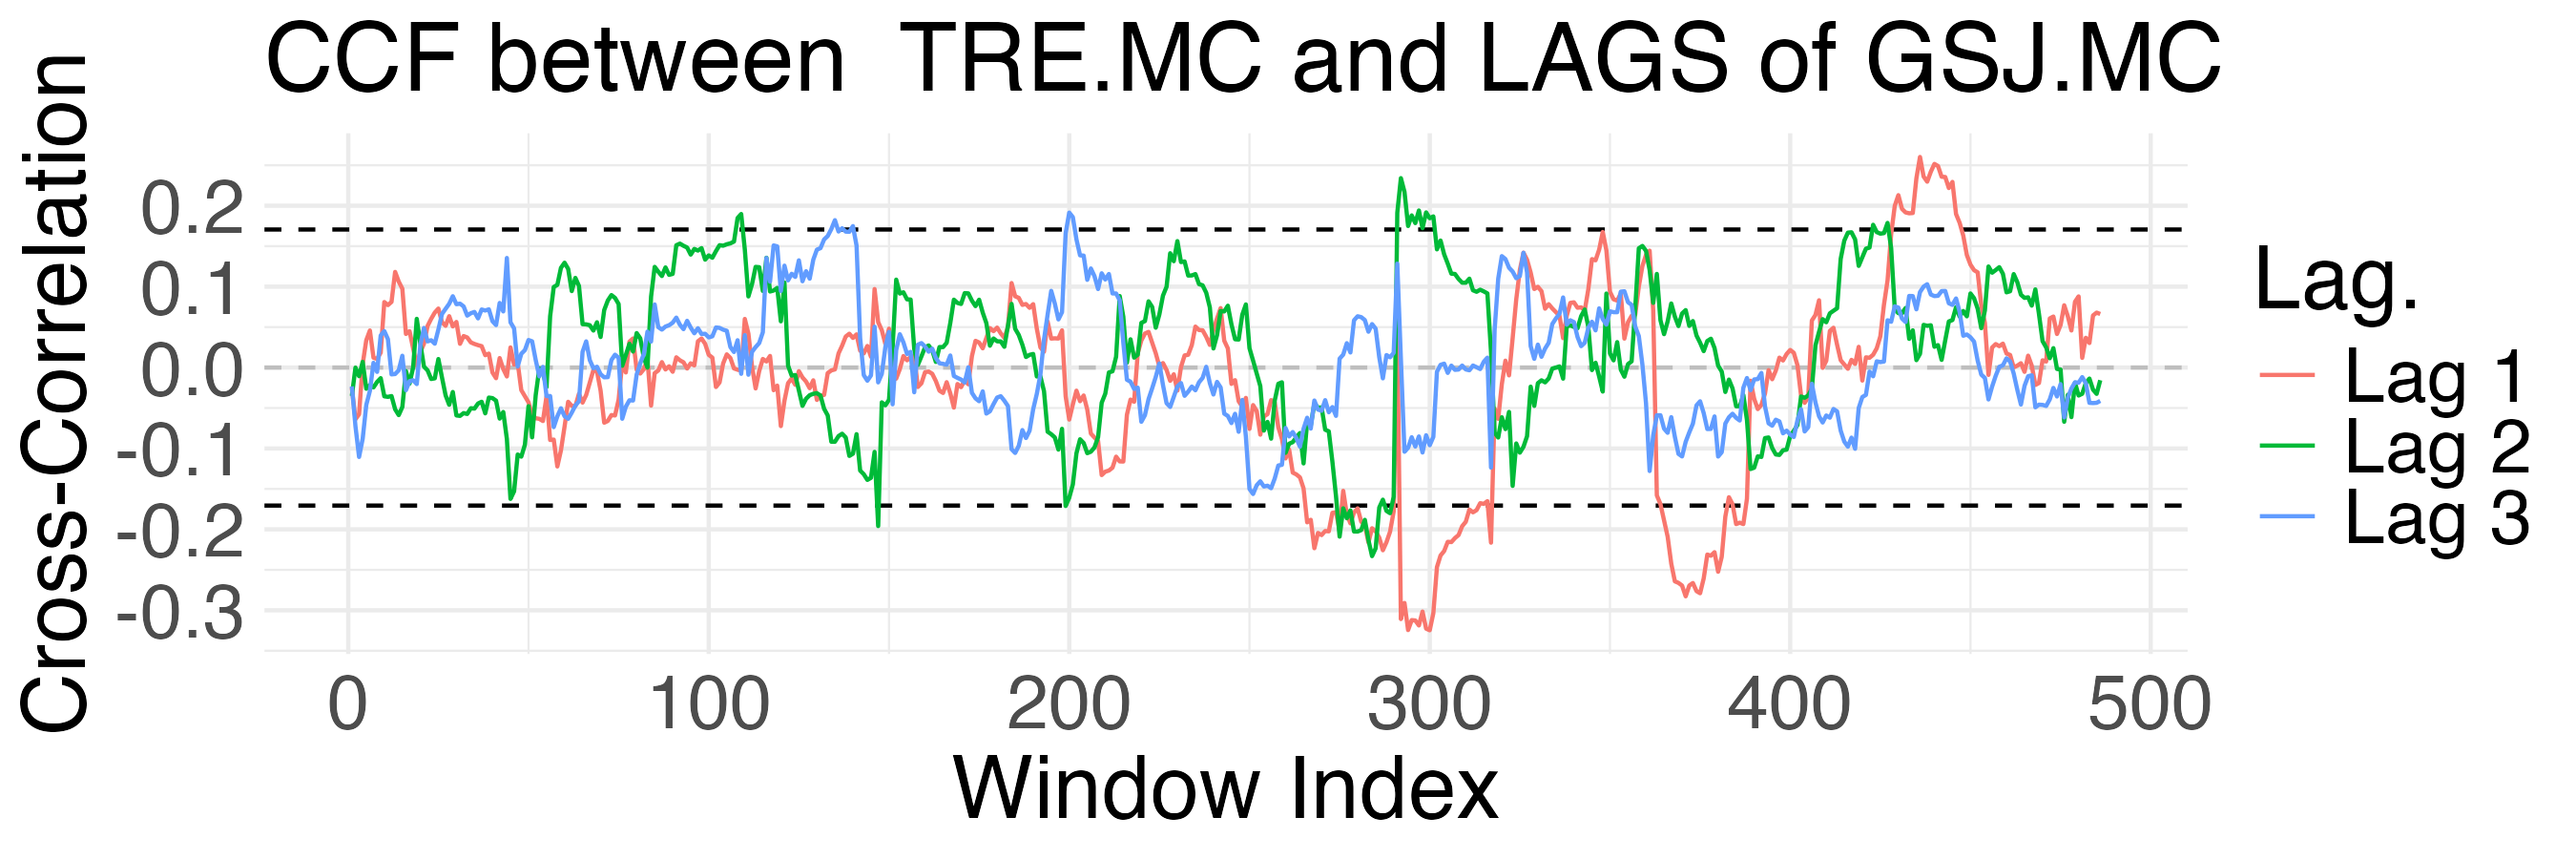 CCF between  TRE.MC and LAGS of GSJ.MC
Cross-Correlation
0.2
0.1
0.0
-0.1
-0.2
-0.3
0 100 200 300 400 500
Window Index
Lag.
Lag 1
Lag 2
Lag 3